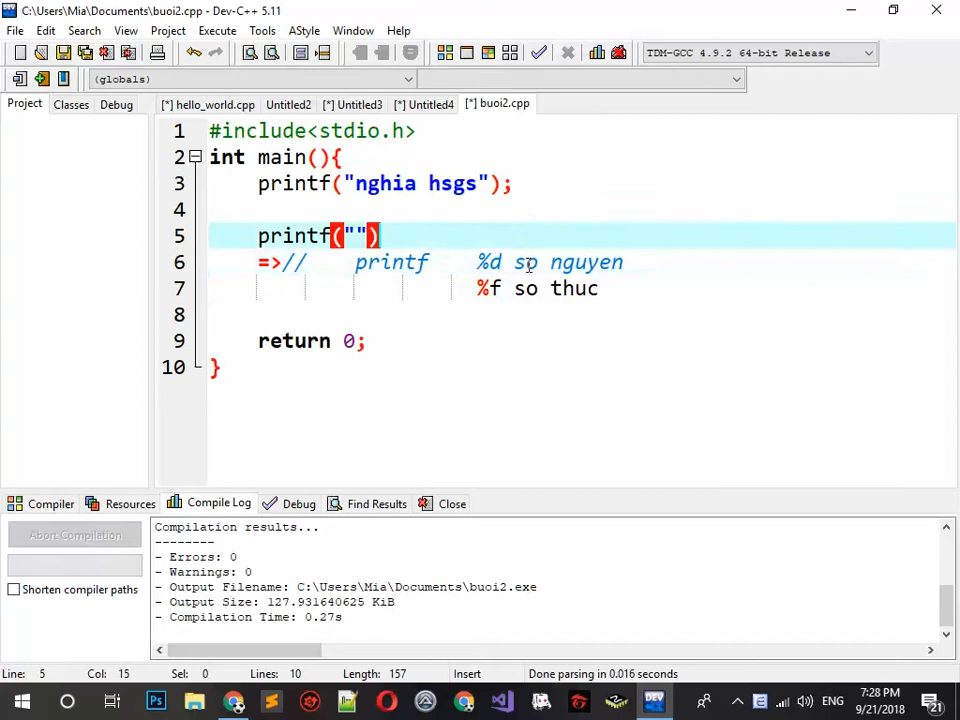 C:\Users\Mia\Documents\buoi2.cpp - Dev-C++ 5.11
File Edit Search View Project Execute Tools AStyle Window Help
TDM-GCC 4.9.2 64-bit Release
(globals)
Project Classes Debug [*] hello_world.cpp Untitled2 [*] Untitled3 [*] Untitled4 [*] buoi2.cpp
1 #include<stdio.h>
2 int main(){
3 printf("nghia hsgs");
4
5 printf("")
6 =>// printf %d so nguyen
7 %f so thuc
8
9 return 0;
10 }
Compiler Resources Compile Log Debug Find Results Close
Abort Compilation
Shorten compiler paths
Compilation results...
--------
- Errors: 0
- Warnings: 0
- Output Filename: C:\Users\Mia\Documents\buoi2.exe
- Output Size: 127.931640625 KiB
- Compilation Time: 0.27s
Line: 5 Col: 15 Sel: 0 Lines: 10 Length: 157 Insert Done parsing in 0.016 seconds
Ps DEV ENG 7:28 PM
9/21/2018 21